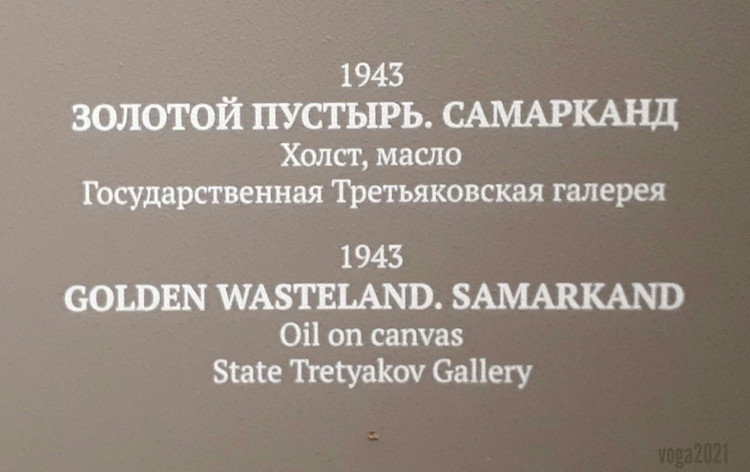 1943
ЗОЛОТОЙ ПУСТЫРЬ. САМАРКАНД
Холст, масло
Государственная Третьяковская галерея
1943
GOLDEN WASTELAND. SAMARKAND
Oil on canvas
State Tretyakov Gallery
voga2021